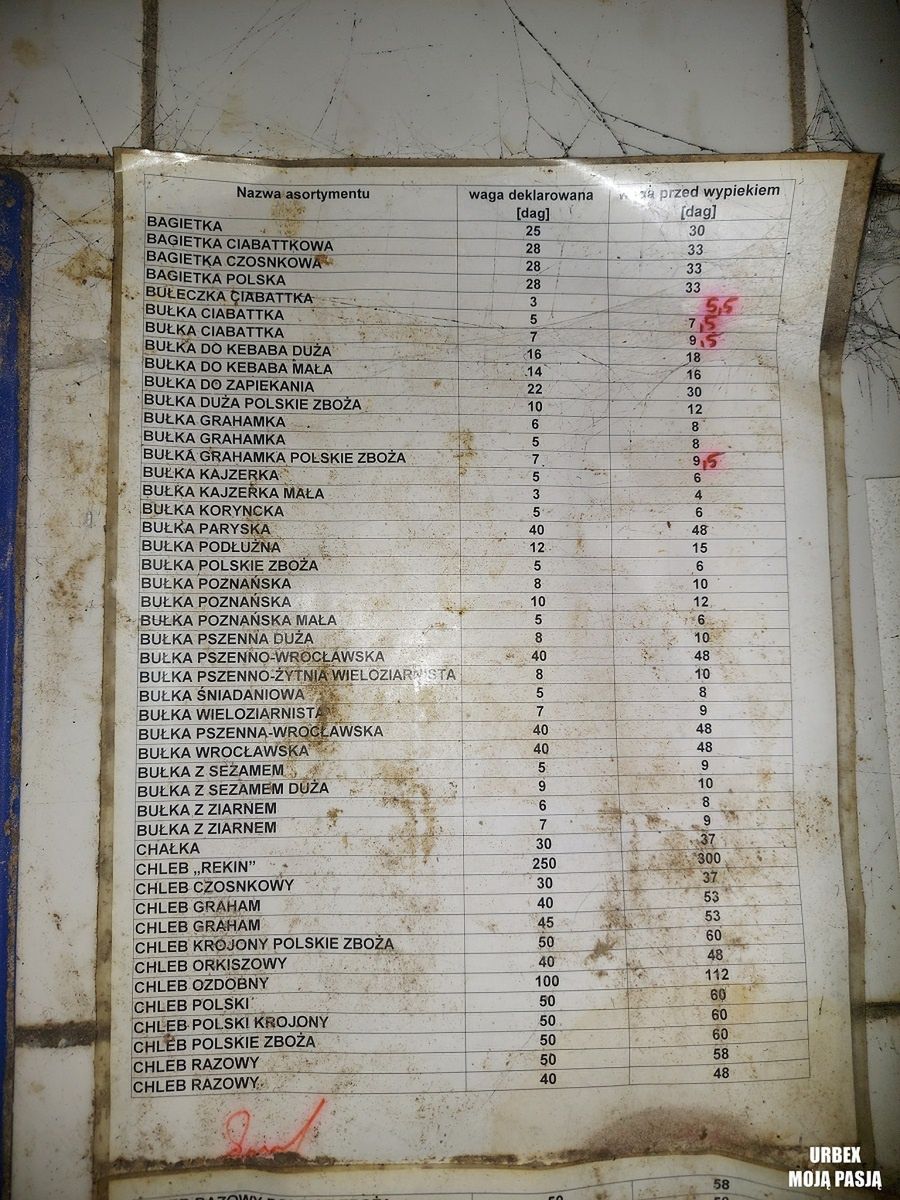 Nazwa asortymentu waga deklarowana [dag] waga przed wypiekiem [dag]
BAGIETKA 25 30
BAGIETKA CIABATTKOWA 28 33
BAGIETKA CZOSNKOWA 28 33
BAGIETKA POLSKA 28 33
BUŁECZKA CIABATTKA 3 5,5
BUŁKA CIABATTKA 5 7,5
BUŁKA CIABATTKA 7 9,5
BUŁKA DO KEBABA DUŻA 16 18
BUŁKA DO KEBABA MAŁA 14 16
BUŁKA DO ZAPIEKANIA 22 30
BUŁKA DUŻA POLSKIE ZBOŻA 10 12
BUŁKA GRAHAMKA 6 8
BUŁKA GRAHAMKA 5 8
BUŁKA GRAHAMKA POLSKIE ZBOŻA 7 9,5
BUŁKA KAJZERKA 5 6
BUŁKA KAJZERKA MAŁA 3 4
BUŁKA KORYNCKA 5 6
BUŁKA PARYSKA 40 48
BUŁKA PODŁUŻNA 12 15
BUŁKA POLSKIE ZBOŻA 5 6
BUŁKA POZNAŃSKA 8 10
BUŁKA POZNAŃSKA 10 12
BUŁKA POZNAŃSKA MAŁA 5 6
BUŁKA PSZENNA DUŻA 8 10
BUŁKA PSZENNO-WROCŁAWSKA 40 48
BUŁKA PSZENNO-ŻYTNIA WIELOZIARNISTA 8 10
BUŁKA ŚNIADANIOWA 5 8
BUŁKA WIELOZIARNISTA 7 9
BUŁKA PSZENNA-WROCŁAWSKA 40 48
BUŁKA WROCŁAWSKA 40 48
BUŁKA Z SEZAMEM 5 9
BUŁKA Z SEZAMEM DUŻA 9 10
BUŁKA Z ZIARNEM 6 8
BUŁKA Z ZIARNEM 7 9
CHAŁKA 30 37
CHLEB „REKIN” 250 300
CHLEB CZOSNKOWY 30 37
CHLEB GRAHAM 40 53
CHLEB GRAHAM 45 53
CHLEB KROJONY POLSKIE ZBOŻA 50 60
CHLEB ORKISZOWY 40 48
CHLEB OZDOBNY 100 112
CHLEB POLSKI 50 60
CHLEB POLSKI KROJONY 50 60
CHLEB POLSKIE ZBOŻA 50 60
CHLEB RAZOWY 50 58
CHLEB RAZOWY 40 48
58
URBEX
MOJĄ PASJĄ